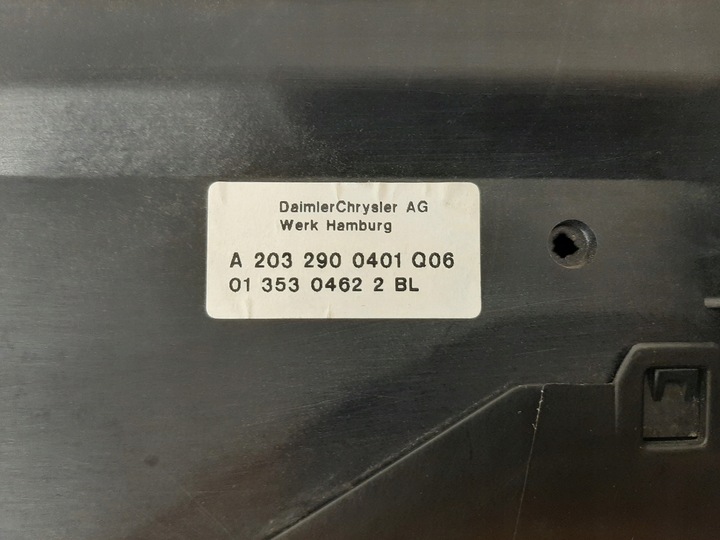 DaimlerChrysler AG
Werk Hamburg
A 203 290 0401 Q06
01 353 0462 2 BL